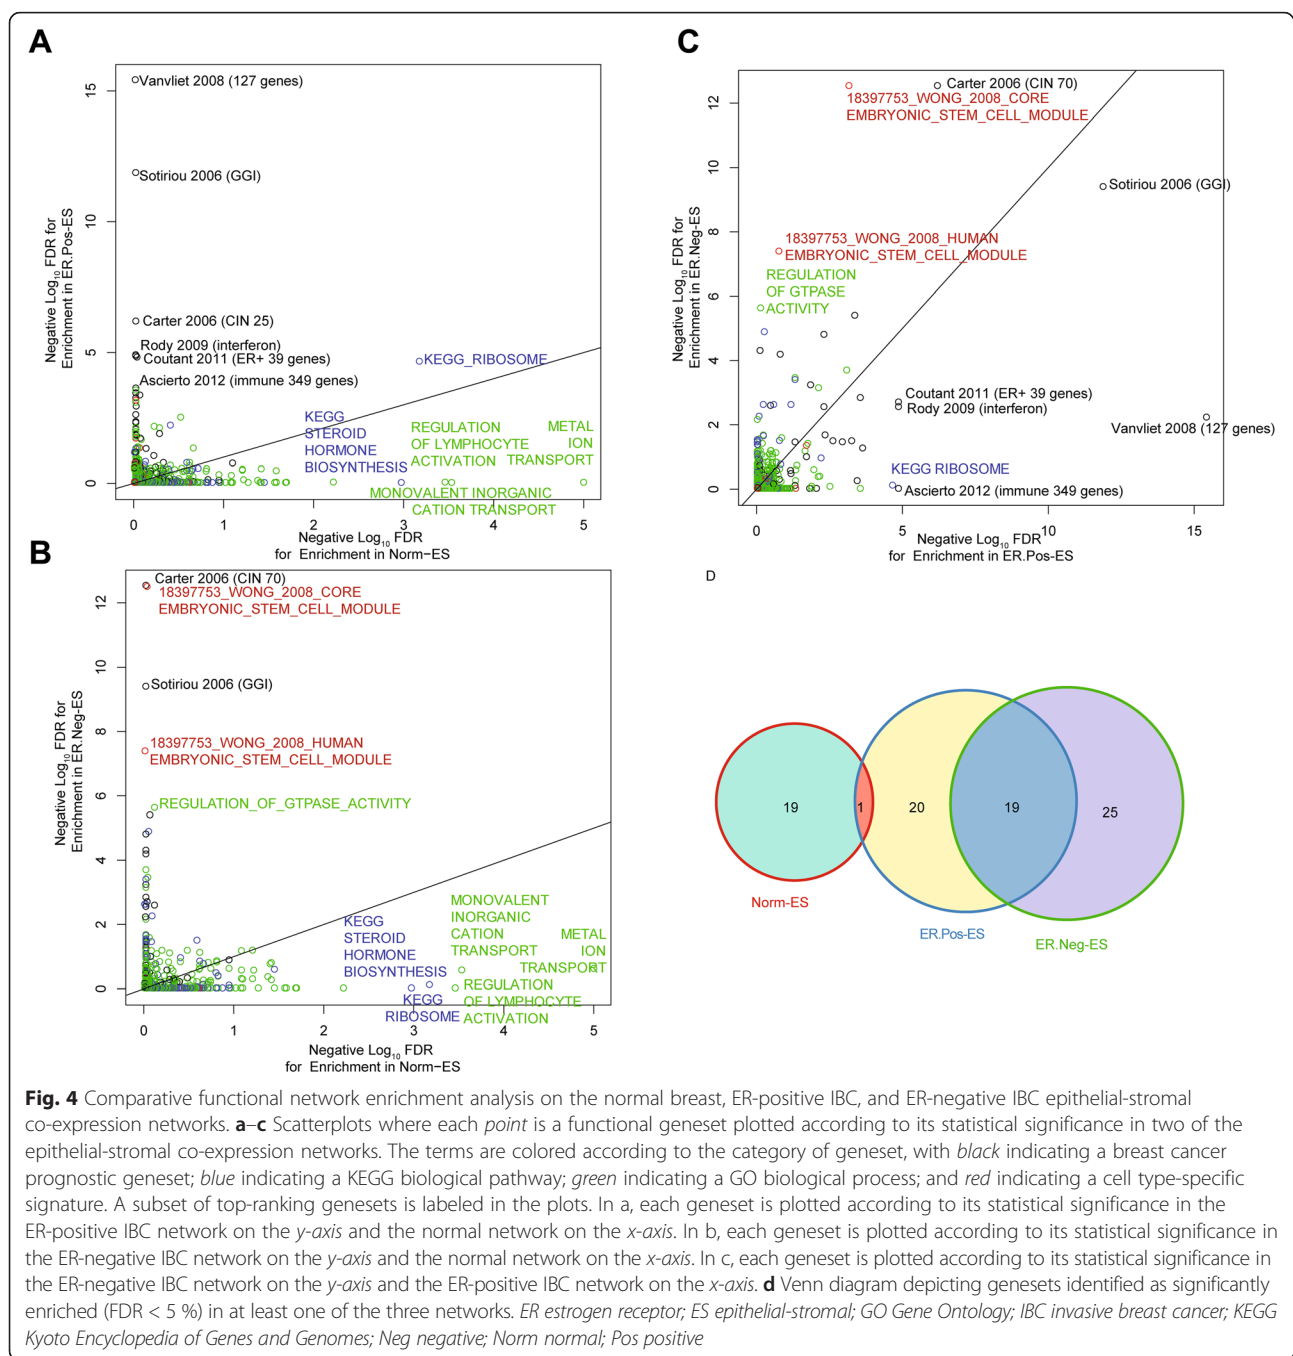 A
Negative Log10 FDR for
Enrichment in ER.Pos-ES
15
10
5
0
Vanvliet 2008 (127 genes)
Sotiriou 2006 (GGI)
Carter 2006 (CIN 25)
Rody 2009 (interferon)
Coutant 2011 (ER+ 39 genes)
Ascierto 2012 (immune 349 genes)
KEGG_RIBOSOME
KEGG
STEROID
HORMONE
BIOSYNTHESIS
REGULATION
OF LYMPHOCYTE
ACTIVATION
METAL
ION
TRANSPORT
MONOVALENT INORGANIC
CATION TRANSPORT
0 1 2 3 4 5
Negative Log10 FDR
for Enrichment in Norm−ES
B
Negative Log10 FDR for
Enrichment in ER.Neg-ES
12
10
8
6
4
2
0
Carter 2006 (CIN 70)
18397753_WONG_2008_CORE
EMBRYONIC_STEM_CELL_MODULE
Sotiriou 2006 (GGI)
18397753_WONG_2008_HUMAN
EMBRYONIC_STEM_CELL_MODULE
REGULATION_OF_GTPASE_ACTIVITY
KEGG
STEROID
HORMONE
BIOSYNTHESIS
MONOVALENT
INORGANIC
CATION
TRANSPORT
METAL
ION
TRANSPORT
KEGG
RIBOSOME
REGULATION
OF LYMPHOCYTE
ACTIVATION
0 1 2 3 4 5
Negative Log10 FDR
for Enrichment in Norm−ES
C
Negative Log10 FDR for
Enrichment in ER.Neg-ES
12
10
8
6
4
2
0
Carter 2006 (CIN 70)
18397753_WONG_2008_CORE
EMBRYONIC_STEM_CELL_MODULE
Sotiriou 2006 (GGI)
18397753_WONG_2008_HUMAN
EMBRYONIC_STEM_CELL_MODULE
REGULATION
OF GTPASE
ACTIVITY
Coutant 2011 (ER+ 39 genes)
Rody 2009 (interferon)
Vanvliet 2008 (127 genes)
KEGG RIBOSOME
Ascierto 2012 (immune 349 genes)
0 5 10 15
Negative Log10 FDR
for Enrichment in ER.Pos-ES
D
19 1 20 19 25
Norm-ES
ER.Pos-ES
ER.Neg-ES
Fig. 4 Comparative functional network enrichment analysis on the normal breast, ER-positive IBC, and ER-negative IBC epithelial-stromal
co-expression networks. a–c Scatterplots where each point is a functional geneset plotted according to its statistical significance in two of the
epithelial-stromal co-expression networks. The terms are colored according to the category of geneset, with black indicating a breast cancer
prognostic geneset; blue indicating a KEGG biological pathway; green indicating a GO biological process; and red indicating a cell type-specific
signature. A subset of top-ranking genesets is labeled in the plots. In a, each geneset is plotted according to its statistical significance in the
ER-positive IBC network on the y-axis and the normal network on the x-axis. In b, each geneset is plotted according to its statistical significance in
the ER-negative IBC network on the y-axis and the normal network on the x-axis. In c, each geneset is plotted according to its statistical significance in
the ER-negative IBC network on the y-axis and the ER-positive IBC network on the x-axis. d Venn diagram depicting genesets identified as significantly
enriched (FDR < 5 %) in at least one of the three networks. ER estrogen receptor; ES epithelial-stromal; GO Gene Ontology; IBC invasive breast cancer; KEGG
Kyoto Encyclopedia of Genes and Genomes; Neg negative; Norm normal; Pos positive